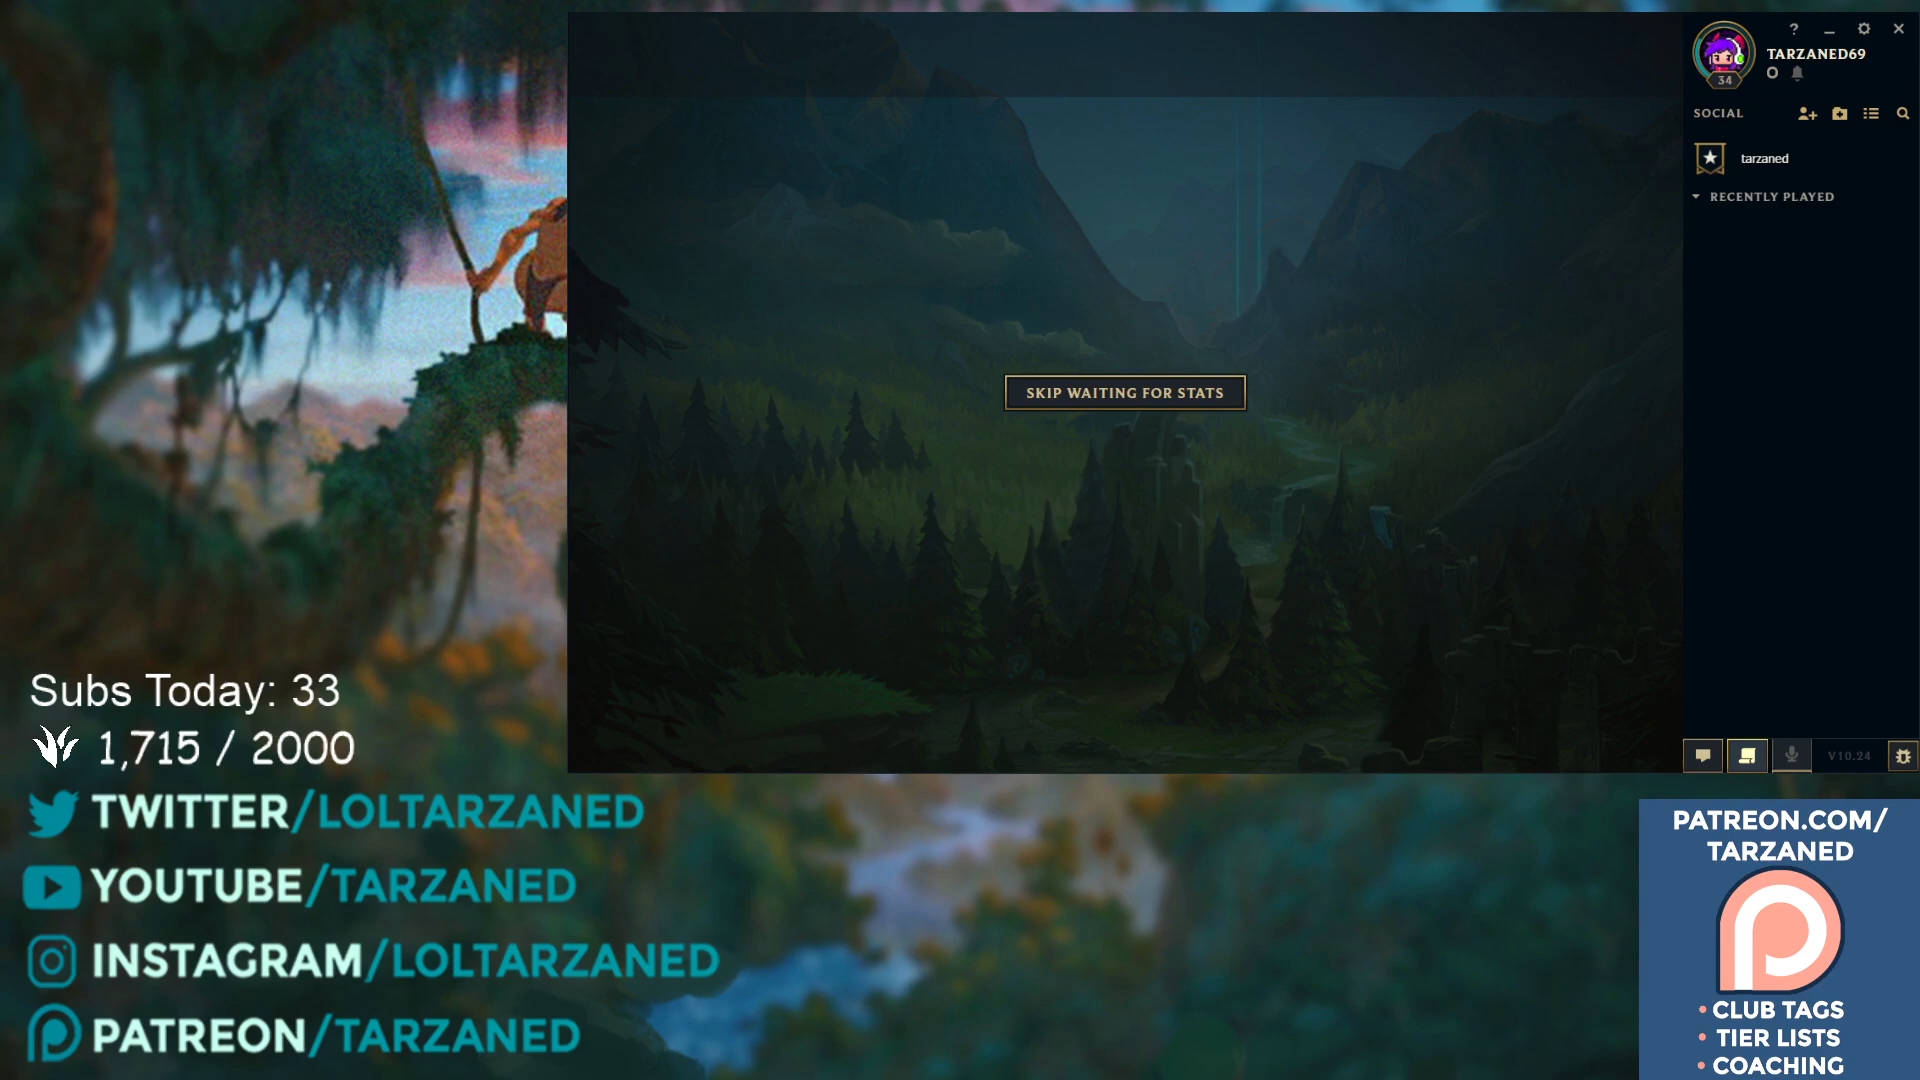 ?
TARZANED69
34
SOCIAL
tarzaned
RECENTLY PLAYED
SKIP WAITING FOR STATS
V10.24
Subs Today: 33
1,715 / 2000
TWITTER/LOLTARZANED
YOUTUBE/TARZANED
INSTAGRAM/LOLTARZANED
PATREON/TARZANED
PATREON.COM/
TARZANED
• CLUB TAGS
• TIER LISTS
• COACHING